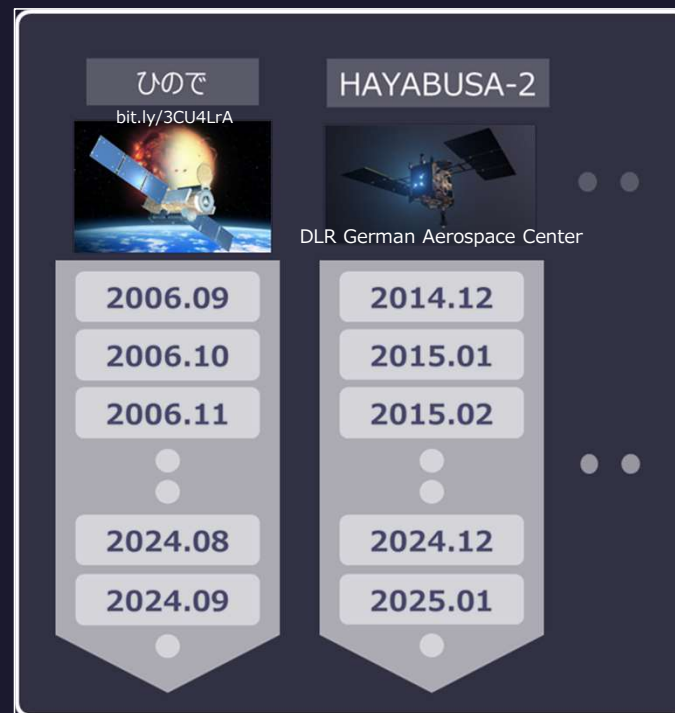 ひので
bit.ly/3CU4LrA
2006.09
2006.10
2006.11
2024.08
2024.09
HAYABUSA-2
DLR German Aerospace Center
2014.12
2015.01
2015.02
2024.12
2025.01